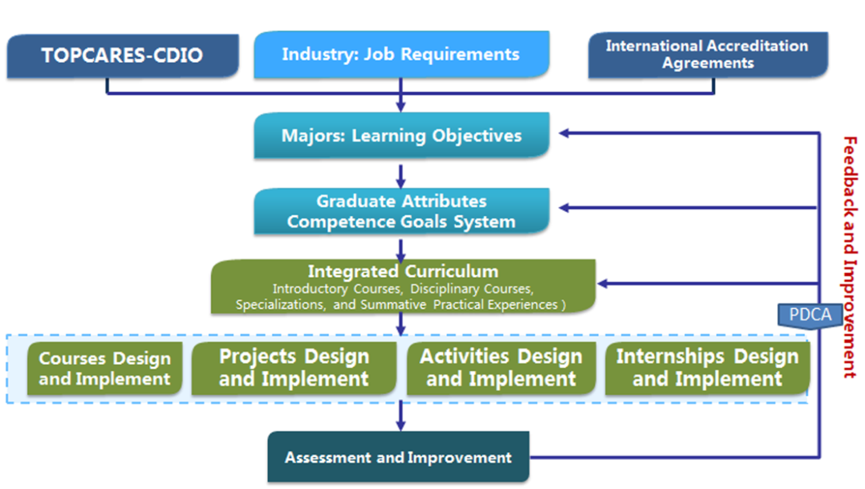 TOPCARES-CDIO
Industry: Job Requirements
International Accreditation
Agreements
Majors: Learning Objectives
Graduate Attributes
Competence Goals System
Integrated Curriculum
Introductory Courses, Disciplinary Courses,
Specializations, and Summative Practical Experiences )
Feedback and Improvement
PDCA
Courses Design
and Implement
Projects Design
and Implement
Activities Design
and Implement
Internships Design
and Implement
Assessment and Improvement